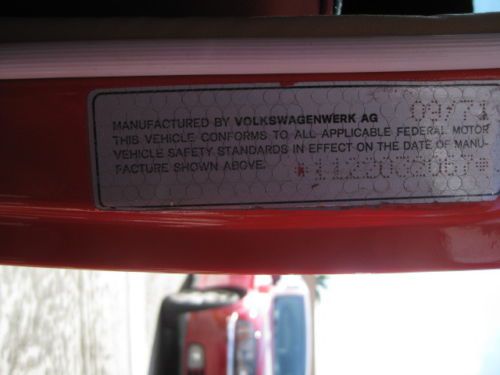 MANUFACTURED BY VOLKSWAGENWERK AG 09/71
THIS VEHICLE CONFORMS TO ALL APPLICABLE FEDERAL MOTOR
VEHICLE SAFETY STANDARDS IN EFFECT ON THE DATE OF MANU-
FACTURE SHOWN ABOVE.